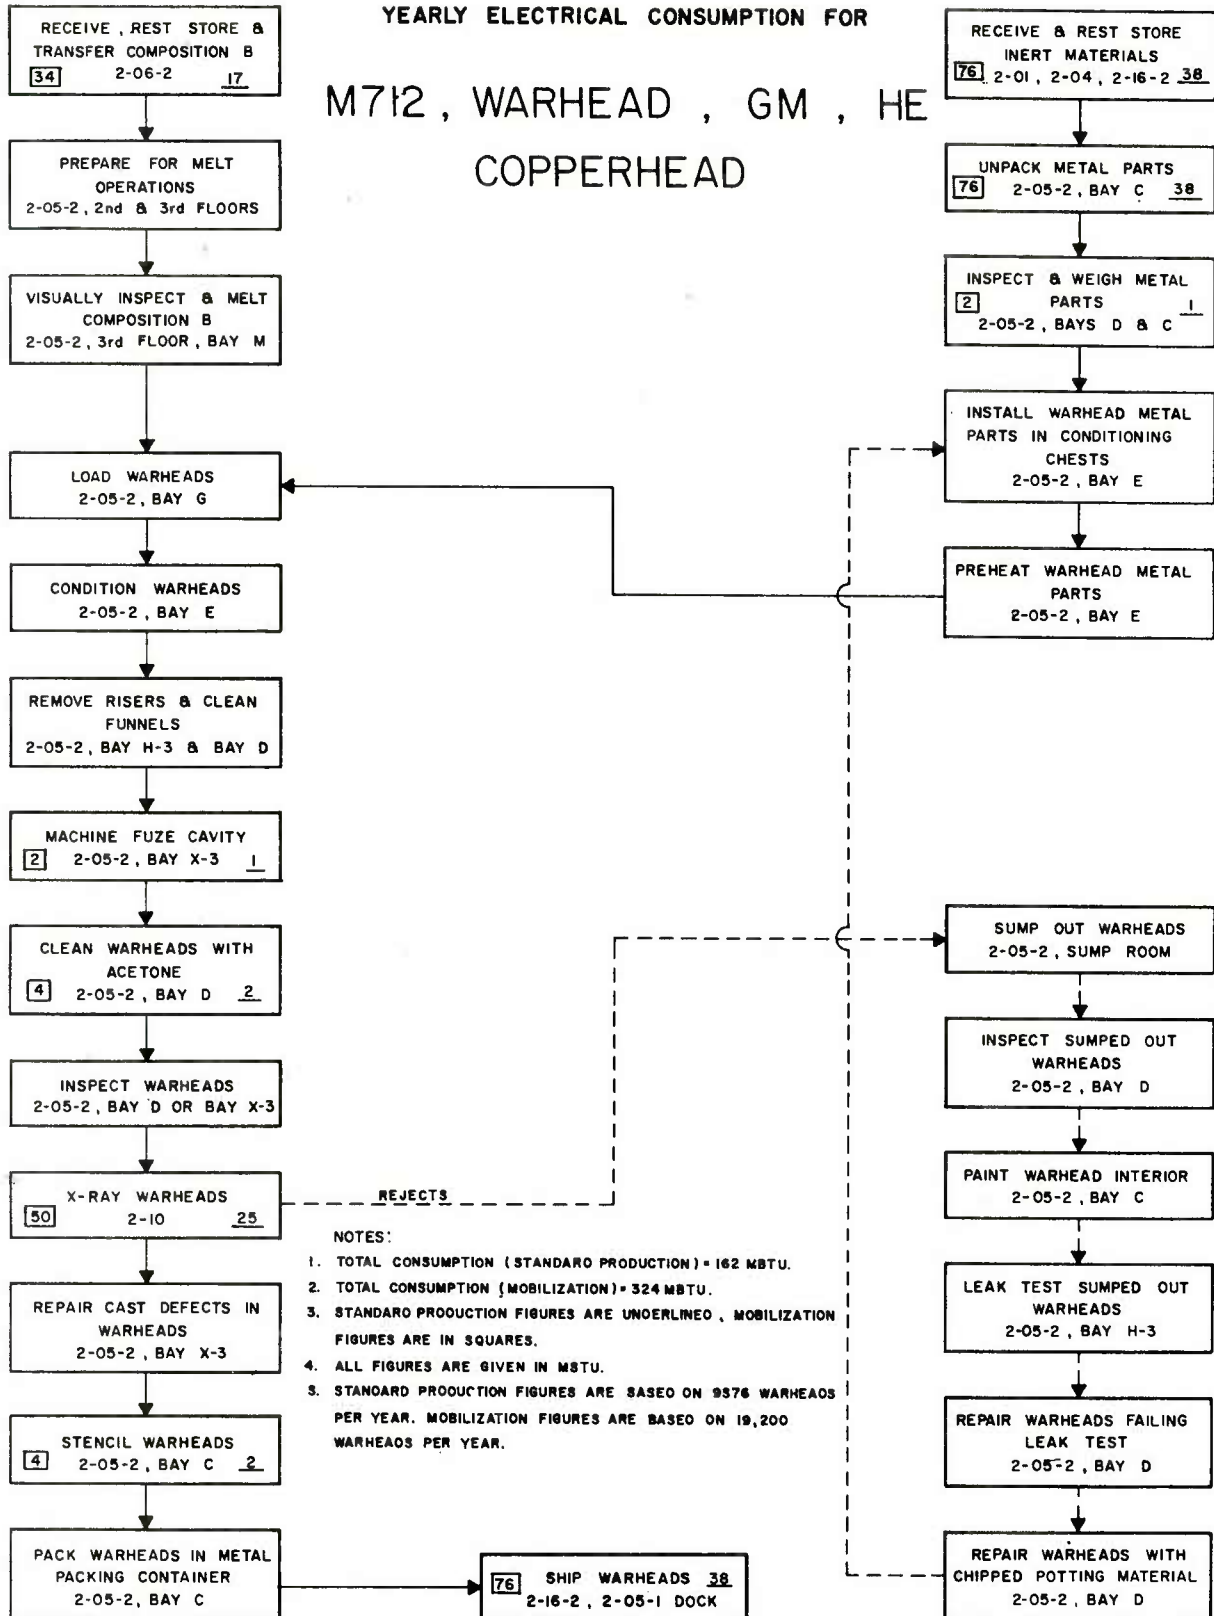 YEARLY ELECTRICAL CONSUMPTION FOR
M712, WARHEAD, GM, HE
COPPERHEAD
RECEIVE, REST STORE &
TRANSFER COMPOSITION B
34 2-06-2 17
PREPARE FOR MELT
OPERATIONS
2-05-2, 2nd & 3rd FLOORS
VISUALLY INSPECT & MELT
COMPOSITION B
2-05-2, 3rd FLOOR, BAY M
LOAD WARHEADS
2-05-2, BAY G
CONDITION WARHEADS
2-05-2, BAY E
REMOVE RISERS & CLEAN
FUNNELS
2-05-2, BAY H-3 & BAY D
MACHINE FUZE CAVITY
2 2-05-2, BAY X-3 1
CLEAN WARHEADS WITH
ACETONE
4 2-05-2, BAY D 2
INSPECT WARHEADS
2-05-2, BAY D OR BAY X-3
X-RAY WARHEADS
50 2-10 25
REJECTS
REPAIR CAST DEFECTS IN
WARHEADS
2-05-2, BAY X-3
STENCIL WARHEADS
4 2-05-2, BAY C 2
PACK WARHEADS IN METAL
PACKING CONTAINER
2-05-2, BAY C
76 SHIP WARHEADS 38
2-16-2, 2-05-1 DOCK
NOTES:
1. TOTAL CONSUMPTION (STANDARD PRODUCTION) = 162 MBTU.
2. TOTAL CONSUMPTION (MOBILIZATION) = 324 MBTU.
3. STANDARD PRODUCTION FIGURES ARE UNDERLINED, MOBILIZATION
FIGURES ARE IN SQUARES.
4. ALL FIGURES ARE GIVEN IN MBTU.
5. STANDARD PRODUCTION FIGURES ARE BASED ON 9376 WARHEADS
PER YEAR. MOBILIZATION FIGURES ARE BASED ON 19,200
WARHEADS PER YEAR.
RECEIVE & REST STORE
INERT MATERIALS
76 2-01, 2-04, 2-16-2 38
UNPACK METAL PARTS
76 2-05-2, BAY C 38
INSPECT & WEIGH METAL
2 PARTS 1
2-05-2, BAYS D & C
INSTALL WARHEAD METAL
PARTS IN CONDITIONING
CHESTS
2-05-2, BAY E
PREHEAT WARHEAD METAL
PARTS
2-05-2, BAY E
SUMP OUT WARHEADS
2-05-2, SUMP ROOM
INSPECT SUMPED OUT
WARHEADS
2-05-2, BAY D
PAINT WARHEAD INTERIOR
2-05-2, BAY C
LEAK TEST SUMPED OUT
WARHEADS
2-05-2, BAY H-3
REPAIR WARHEADS FAILING
LEAK TEST
2-05-2, BAY D
REPAIR WARHEADS WITH
CHIPPED POTTING MATERIAL
2-05-2, BAY D